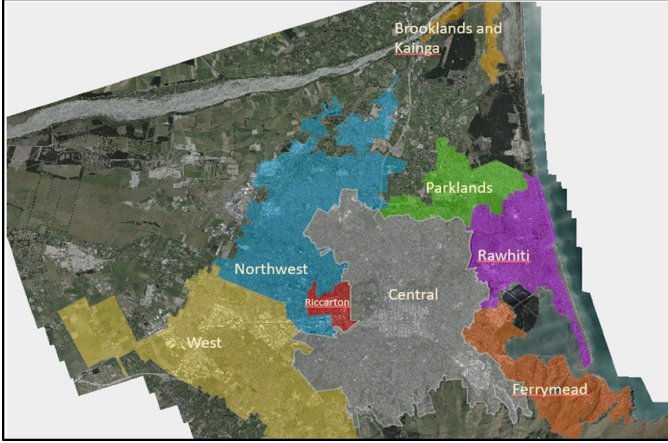 Brooklands and
Kainga
Parklands
Rawhiti
Northwest
Riccarton
Central
West
Ferrymead